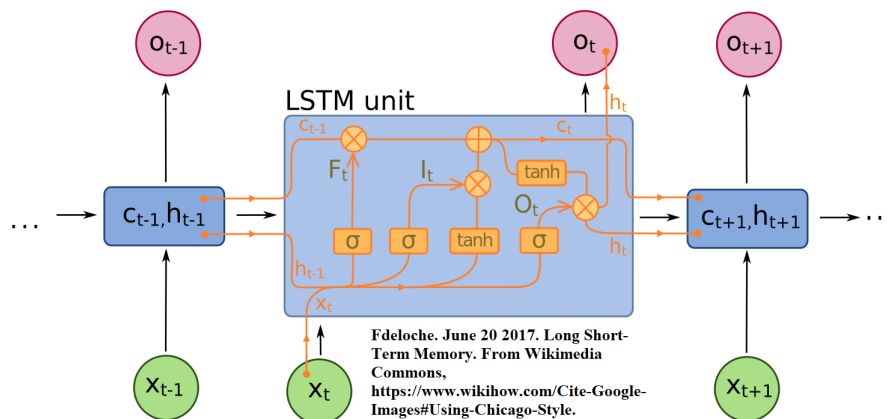 o_{t-1}
o_t
o_{t+1}
LSTM unit
h_t
c_{t-1}
c_t
F_t
I_t
tanh
O_t
... c_{t-1},h_{t-1}
c_{t+1},h_{t+1} ...
σ σ tanh σ
h_{t-1}
h_t
x_t
Fdeloche. June 20 2017. Long Short-
Term Memory. From Wikimedia
Commons,
https://www.wikihow.com/Cite-Google-
Images#Using-Chicago-Style.
x_{t-1}
x_t
x_{t+1}